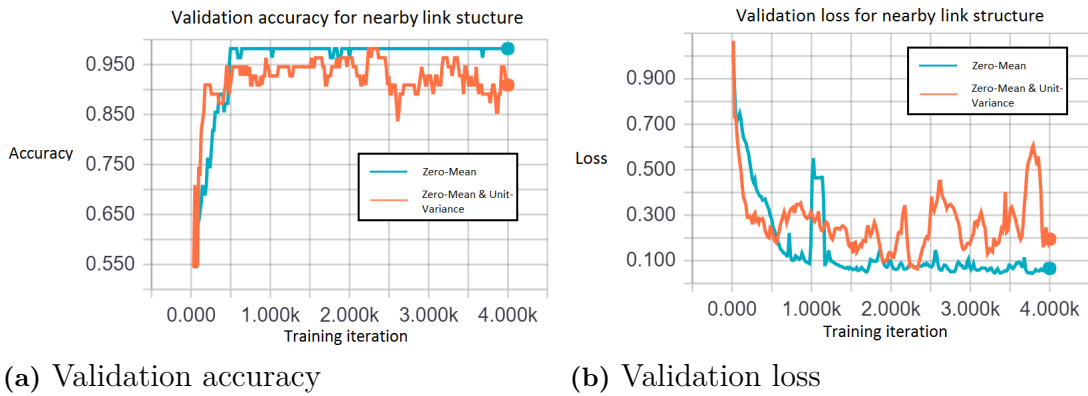 Validation accuracy for nearby link stucture
0.950
0.850
0.750
0.650
0.550
Accuracy
Zero-Mean
Zero-Mean & Unit-
Variance
0.000 1.000k 2.000k 3.000k 4.000k
Training iteration
(a) Validation accuracy
Validation loss for nearby link structure
0.900
0.700
0.500
0.300
0.100
Loss
Zero-Mean
Zero-Mean & Unit-
Variance
0.000 1.000k 2.000k 3.000k 4.000k
Training iteration
(b) Validation loss